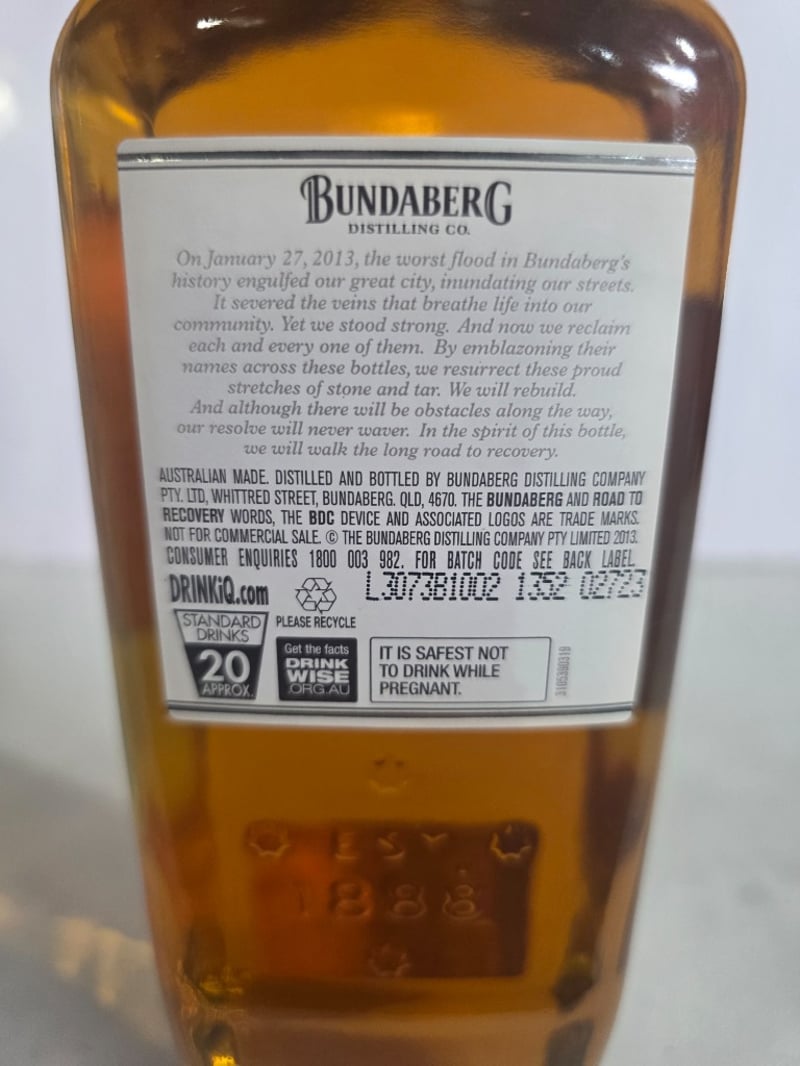 BUNDABERG
DISTILLING CO.
On January 27, 2013, the worst flood in Bundaberg's
history engulfed our great city, inundating our streets.
It severed the veins that breathe life into our
community. Yet we stood strong. And now we reclaim
each and every one of them. By emblazoning their
names across these bottles, we resurrect these proud
stretches of stone and tar. We will rebuild.
And although there will be obstacles along the way,
our resolve will never waver. In the spirit of this bottle,
we will walk the long road to recovery.
AUSTRALIAN MADE. DISTILLED AND BOTTLED BY BUNDABERG DISTILLING COMPANY
PTY. LTD, WHITTRED STREET, BUNDABERG. QLD, 4670. THE BUNDABERG AND ROAD TO
RECOVERY WORDS, THE BDC DEVICE AND ASSOCIATED LOGOS ARE TRADE MARKS.
NOT FOR COMMERCIAL SALE. © THE BUNDABERG DISTILLING COMPANY PTY LIMITED 2013.
CONSUMER ENQUIRIES 1800 003 982. FOR BATCH CODE SEE BACK LABEL.
L3073B1002 1352 02723
DRINKiQ.com
PLEASE RECYCLE
STANDARD
DRINKS
20
APPROX.
Get the facts
DRINK
WISE
.ORG.AU
IT IS SAFEST NOT
TO DRINK WHILE
PREGNANT.
ESY
1888